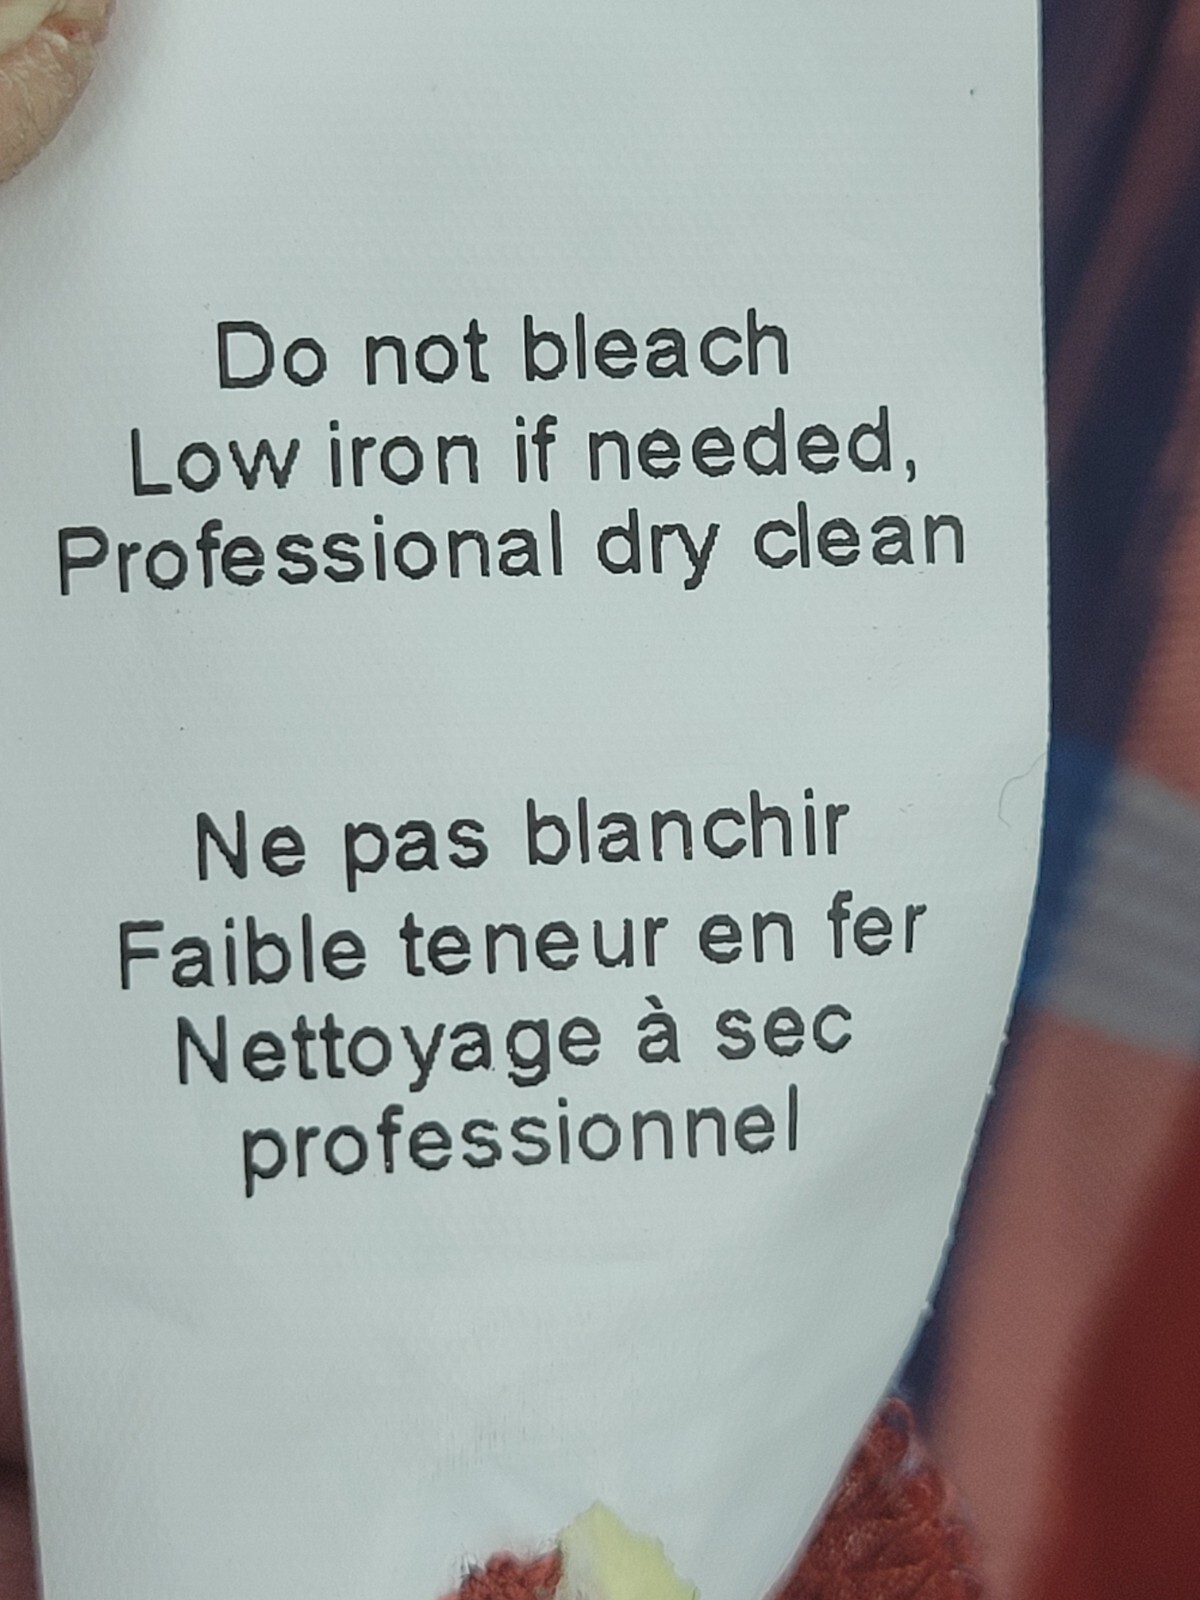 Do not bleach
Low iron if needed,
Professional dry clean
Ne pas blanchir
Faible teneur en fer
Nettoyage à sec
professionnel